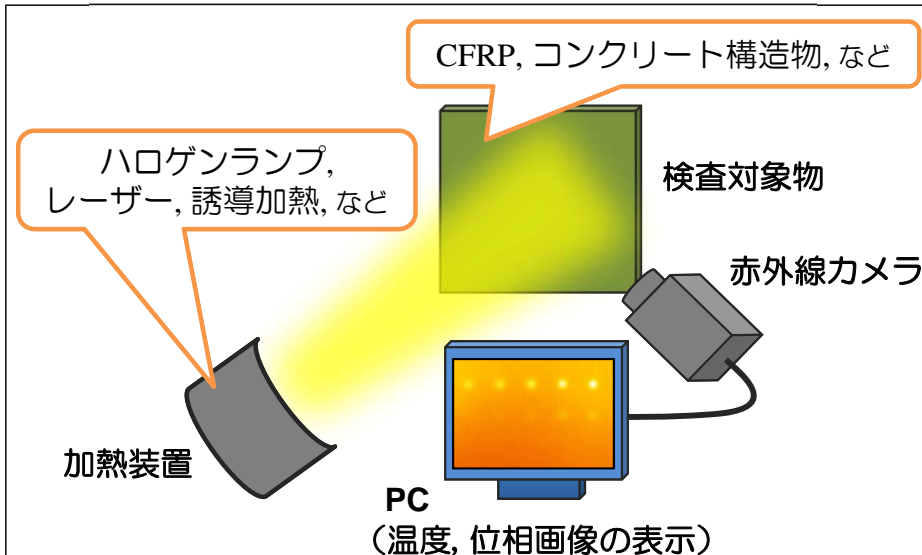 CFRP, コンクリート構造物, など
ハロゲンランプ,
レーザー, 誘導加熱, など
検査対象物
赤外線カメラ
加熱装置
PC
(温度, 位相画像の表示)